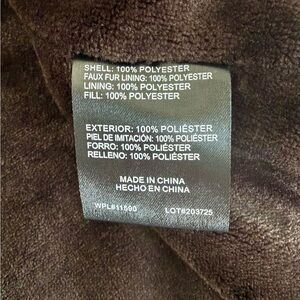 SHELL: 100% POLYESTER
FAUX FUR LINING: 100% POLYESTER
LINING: 100% POLYESTER
FILL: 100% POLYESTER
EXTERIOR: 100% POLIÉSTER
PIEL DE IMITACIÓN: 100% POLIÉSTER
FORRO: 100% POLIÉSTER
RELLENO: 100% POLIÉSTER
MADE IN CHINA
HECHO EN CHINA
WPL#11590 LOT#203725